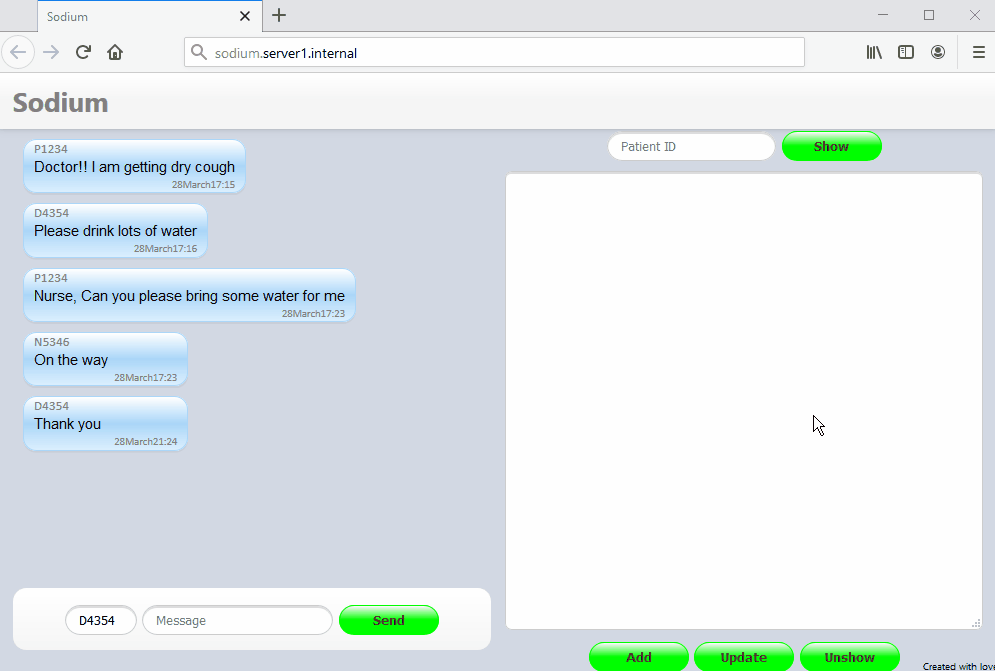 Sodium
sodium.server1.internal
Sodium
P1234
Doctor!! I am getting dry cough
28March17:15
D4354
Please drink lots of water
28March17:16
P1234
Nurse, Can you please bring some water for me
28March17:23
N5346
On the way
28March17:23
D4354
Thank you
28March21:24
D4354
Message
Send
Patient ID
Show
Add
Update
Unshow
Created with love